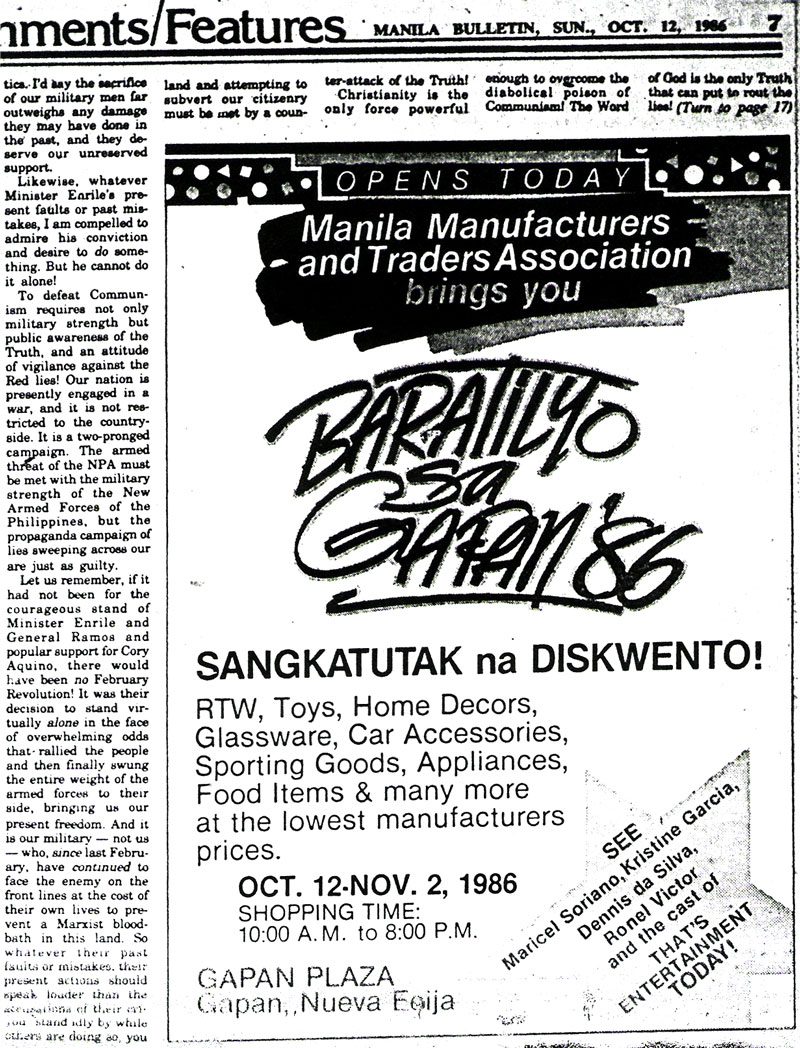 nments/Features MANILA BULLETIN, SUN., OCT. 12, 1986 7
tics. I'd say the sacrifice
of our military men far
outweighs any damage
they may have done in
the past, and they de-
serve our unreserved
support.
Likewise, whatever
Minister Enrile's pre-
sent faults or past mis-
takes, I am compelled to
admire his conviction
and desire to do some-
thing. But he cannot do
it alone!
To defeat Commun-
ism requires not only
military strength but
public awareness of the
Truth, and an attitude
of vigilance against the
Red lies! Our nation is
presently engaged in a
war, and it is not res-
tricted to the country-
side. It is a two-pronged
campaign. The armed
threat of the NPA must
be met with the military
strength of the New
Armed Forces of the
Philippines, but the
propaganda campaign of
lies sweeping across our
are just as guilty.
Let us remember, if it
had not been for the
courageous stand of
Minister Enrile and
General Ramos and
popular support for Cory
Aquino, there would
have been no February
Revolution! It was their
decision to stand vir-
tually alone in the face
of overwhelming odds
that rallied the people
and then finally swung
the entire weight of the
armed forces to their
side, bringing us our
present freedom. And it
is our military — not us
— who, since last Febru-
ary, have continued to
face the enemy on the
front lines at the cost of
their own lives to pre-
vent a Marxist blood-
bath in this land. So
whatever their past
faults or mistakes, their
present actions should
speak louder than the
accusations of their cri-
you stand idly by while
others are doing so, you
land and attempting to
subvert our citizenry
must be met by a coun-
ter-attack of the Truth!
Christianity is the
only force powerful
enough to overcome the
diabolical poison of
Communism! The Word
of God is the only Truth
that can put to rout the
lies! (Turn to page 17)
OPENS TODAY
Manila Manufacturers
and Traders Association
brings you
BARATILYO
sa
GAPAN '86
SANGKATUTAK na DISKWENTO!
RTW, Toys, Home Decors,
Glassware, Car Accessories,
Sporting Goods, Appliances,
Food Items & many more
at the lowest manufacturers
prices.
OCT. 12-NOV. 2, 1986
SHOPPING TIME:
10:00 A.M. to 8:00 P.M.
GAPAN PLAZA
Gapan, Nueva Ecija
SEE
Maricel Soriano, Kristine Garcia,
Dennis da Silva,
Ronel Victor
and the cast of
THAT'S
ENTERTAINMENT
TODAY!